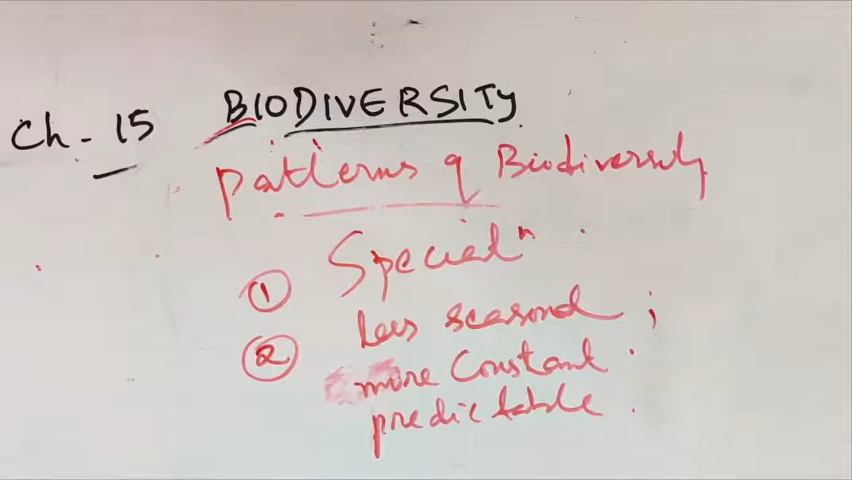 Ch - 15 BIODIVERSITY
Patterns of Biodiversity
① Speciatⁿ
② Less seasonal ;
more Constant .
predictable .